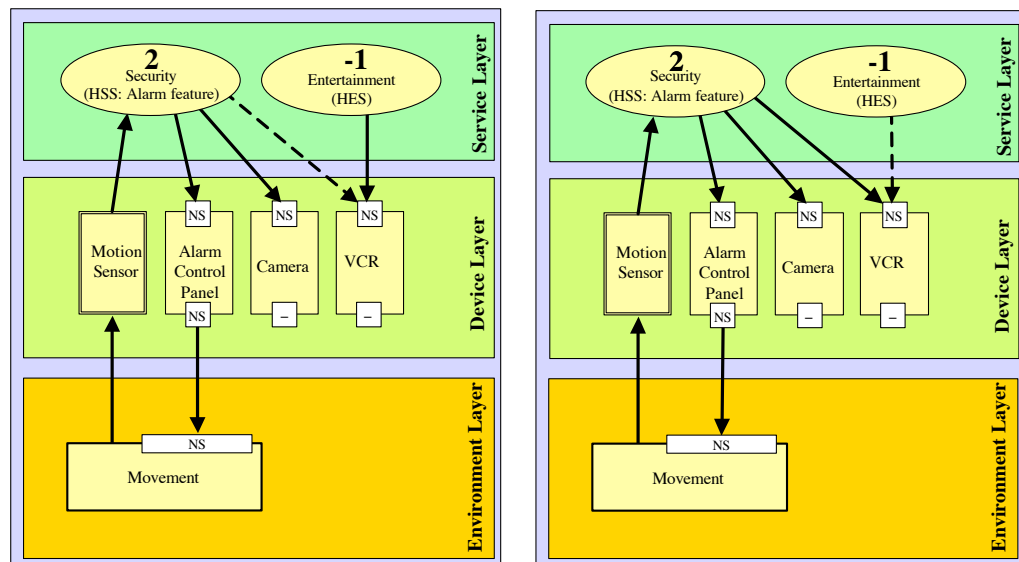 2
Security
(HSS: Alarm feature)
-1
Entertainment
(HES)
Service Layer
NS
NS
NS
Motion
Sensor
Alarm
Control
Panel
Camera
VCR
NS
–
–
Device Layer
NS
Movement
Environment Layer
2
Security
(HSS: Alarm feature)
-1
Entertainment
(HES)
Service Layer
NS
NS
NS
Motion
Sensor
Alarm
Control
Panel
Camera
VCR
NS
–
–
Device Layer
NS
Movement
Environment Layer